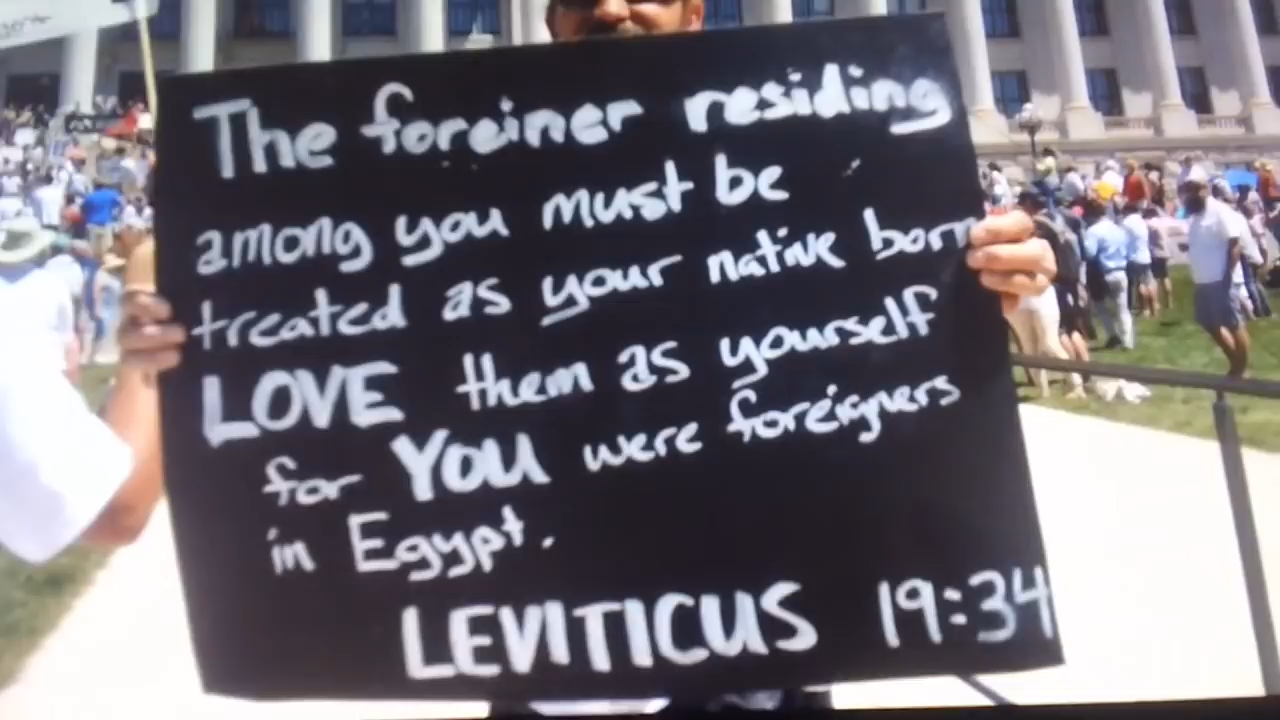 The foreiner residing
among you must be
treated as your native born
LOVE them as yourself
for YOU were foreigners
in Egypt.
LEVITICUS 19:34